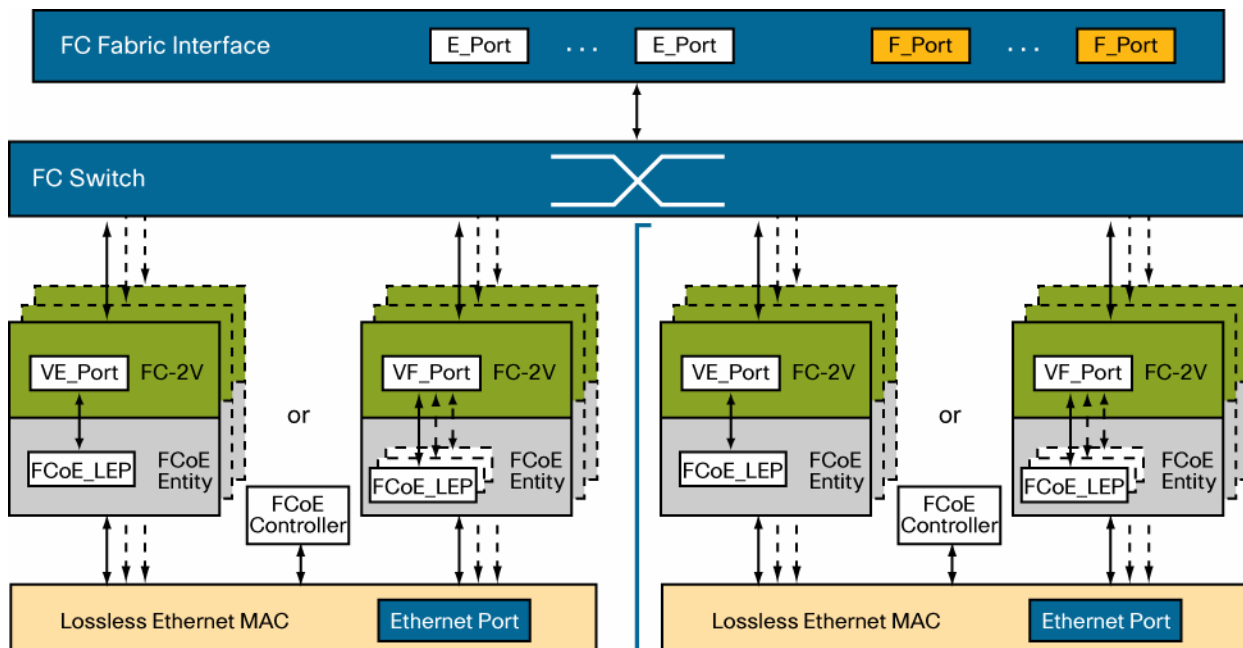 FC Fabric Interface
E_Port
. . .
E_Port
F_Port
. . .
F_Port
FC Switch
VE_Port
FC-2V
FCoE_LEP
FCoE
Entity
or
VF_Port
FC-2V
FCoE_LEP
FCoE
Entity
FCoE
Controller
Lossless Ethernet MAC
Ethernet Port
VE_Port
FC-2V
FCoE_LEP
FCoE
Entity
or
VF_Port
FC-2V
FCoE_LEP
FCoE
Entity
FCoE
Controller
Lossless Ethernet MAC
Ethernet Port